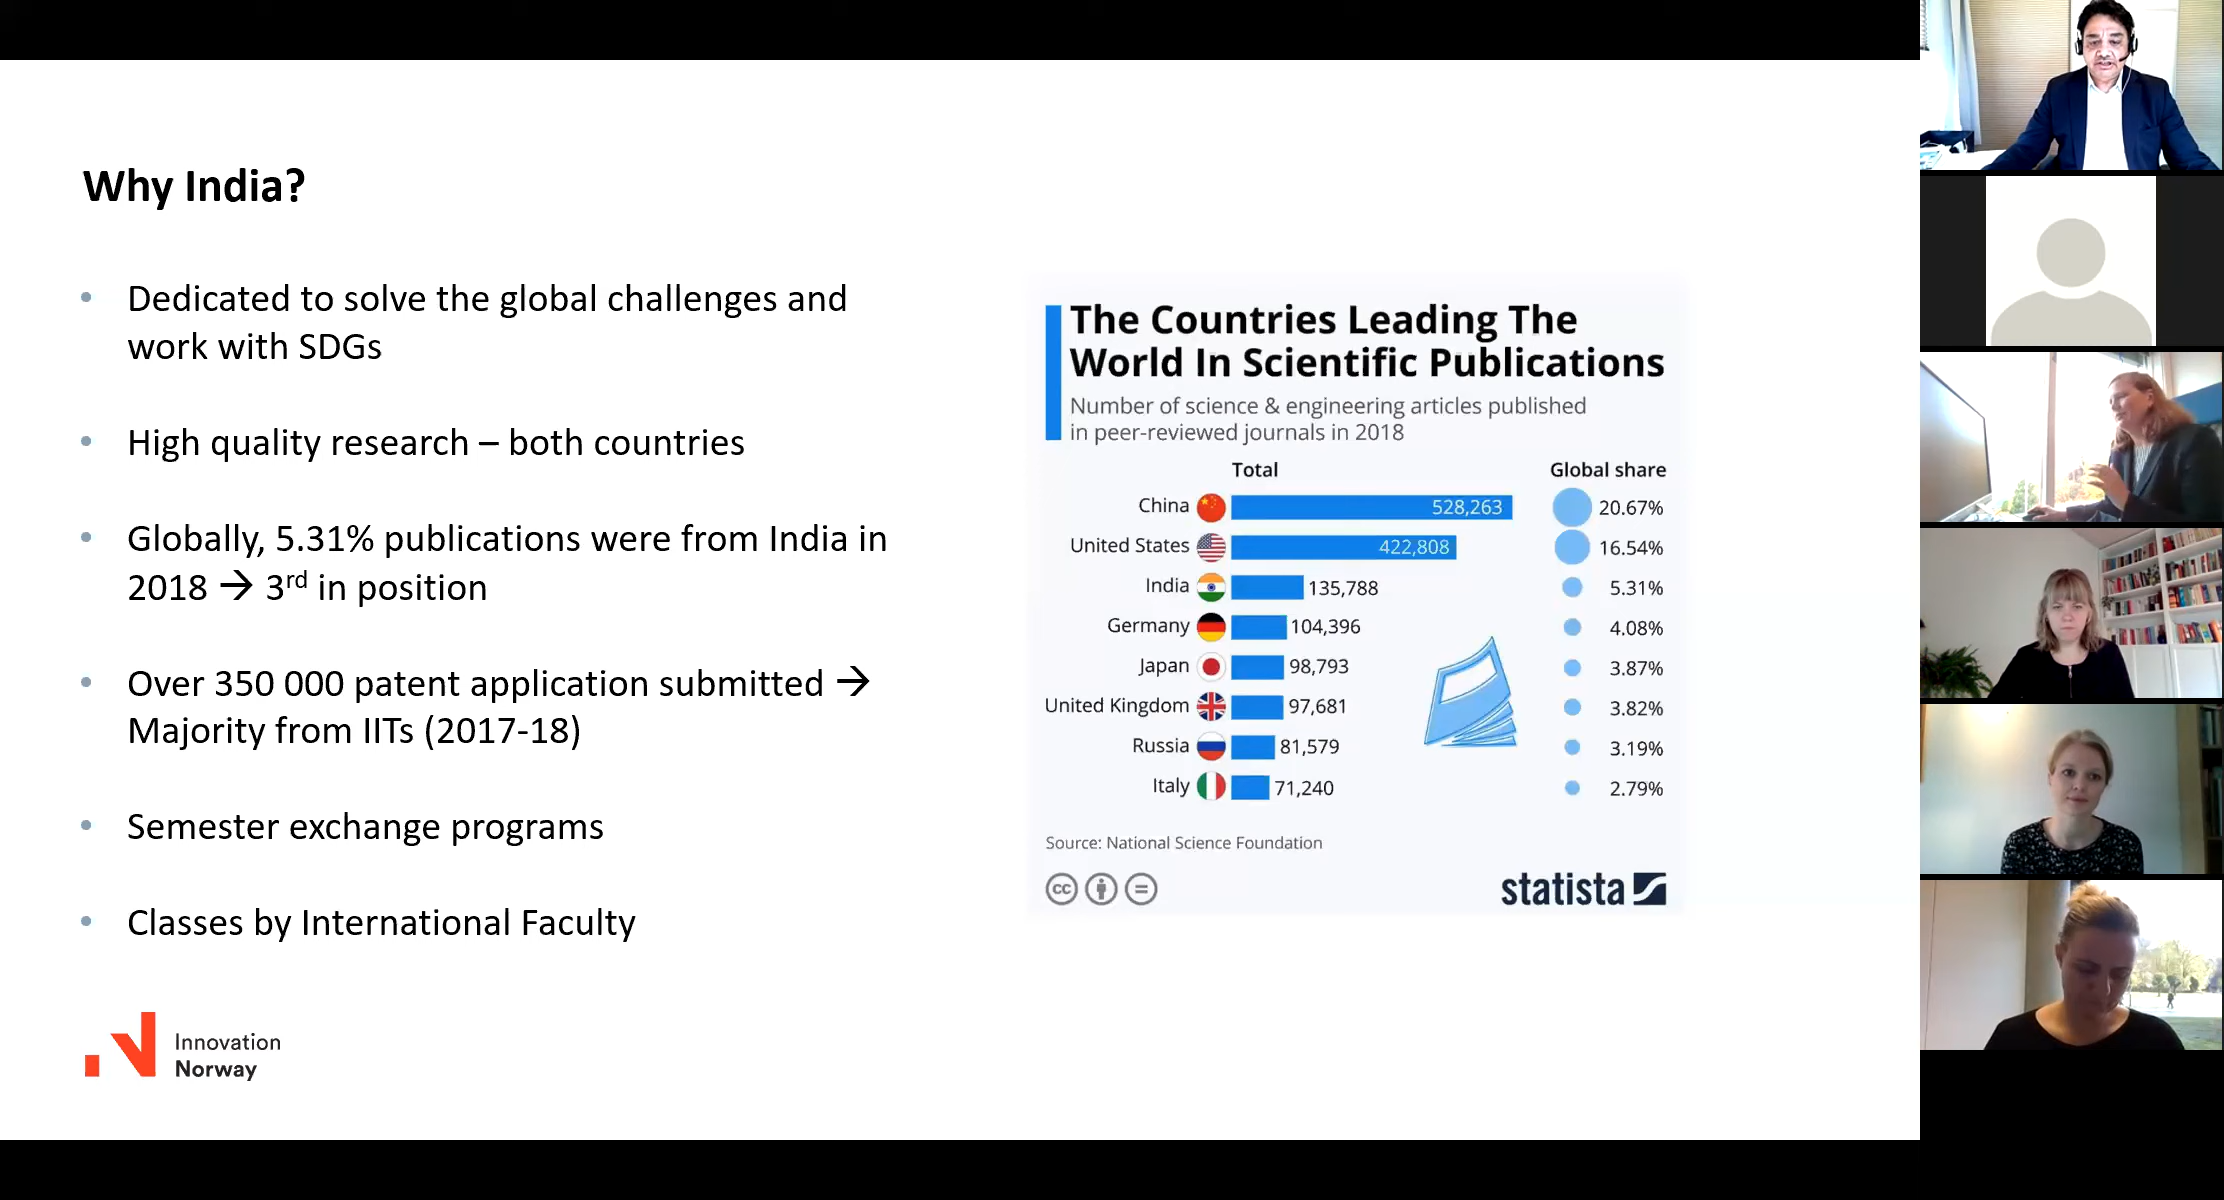 Why India?
• Dedicated to solve the global challenges and
work with SDGs
• High quality research – both countries
• Globally, 5.31% publications were from India in
2018 → 3rd in position
• Over 350 000 patent application submitted →
Majority from IITs (2017-18)
• Semester exchange programs
• Classes by International Faculty
Innovation
Norway
The Countries Leading The
World In Scientific Publications
Number of science & engineering articles published
in peer-reviewed journals in 2018
Total Global share
China 528,263 20.67%
United States 422,808 16.54%
India 135,788 5.31%
Germany 104,396 4.08%
Japan 98,793 3.87%
United Kingdom 97,681 3.82%
Russia 81,579 3.19%
Italy 71,240 2.79%
Source: National Science Foundation
cc =
statista